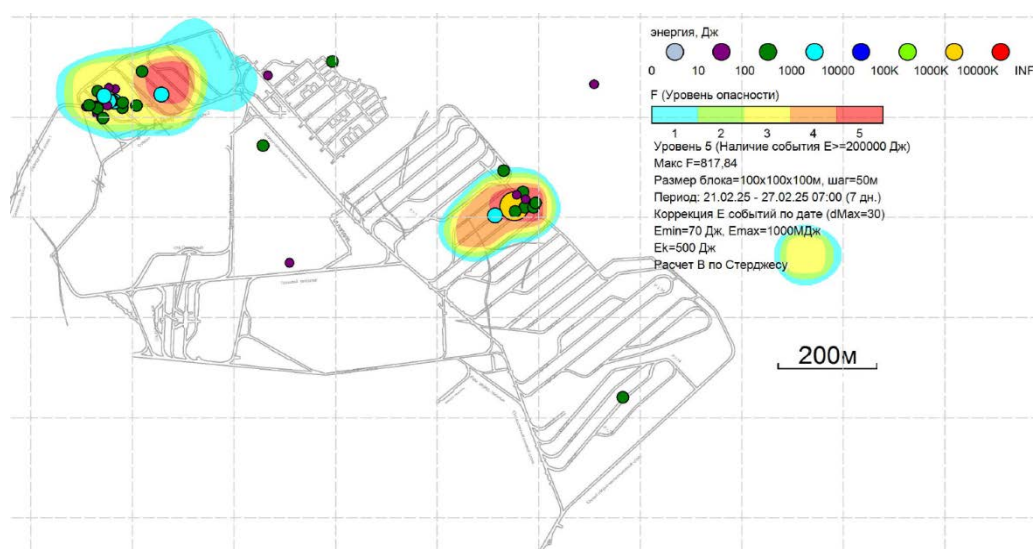 энергия, Дж
0 10 100 1000 10000 100K 1000K 10000K INF
F (Уровень опасности)
1 2 3 4 5
Уровень 5 (Наличие события E>=200000 Дж)
Макс F=817,84
Размер блока=100x100x100м, шаг=50м
Период: 21.02.25 - 27.02.25 07:00 (7 дн.)
Коррекция E событий по дате (dMax=30)
Emin=70 Дж, Emax=1000МДж
Ek=500 Дж
Расчет В по Стерджесу
200м